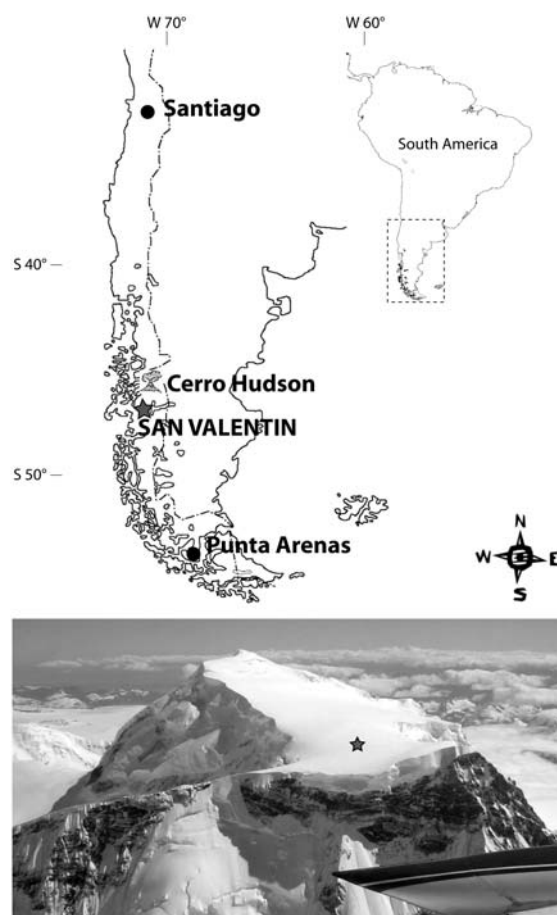 W 70° W 60°
Santiago
South America
S 40°
Cerro Hudson
SAN VALENTIN
S 50°
Punta Arenas
N
W E
S